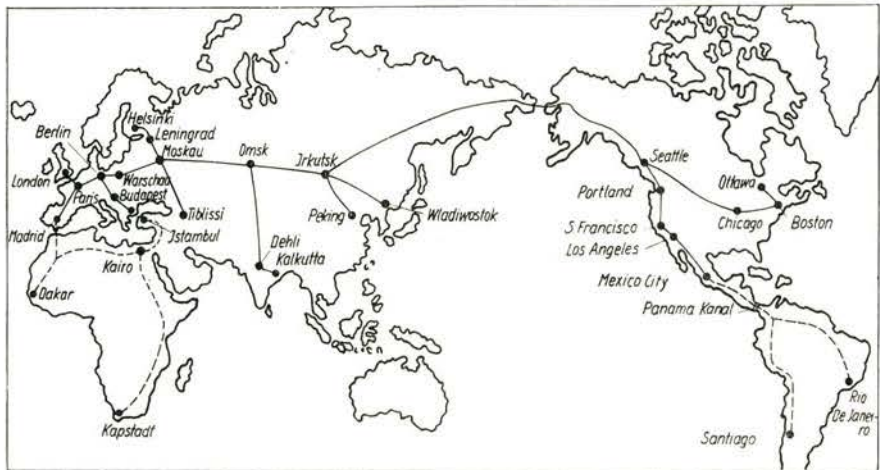 Helsinki
Berlin
Leningrad
Moskau
Omsk
Irkutsk
London
Warschau
Paris
Budapest
Tiblissi
Peking
Wladiwostok
Madrid
Istambul
Dehli
Kalkutta
Kairo
Dakar
Kapstadt
Seattle
Ottawa
Portland
Chicago
Boston
S. Francisco
Los Angeles
Mexico City
Panama Kanal
Rio
De Janei-
ro
Santiago